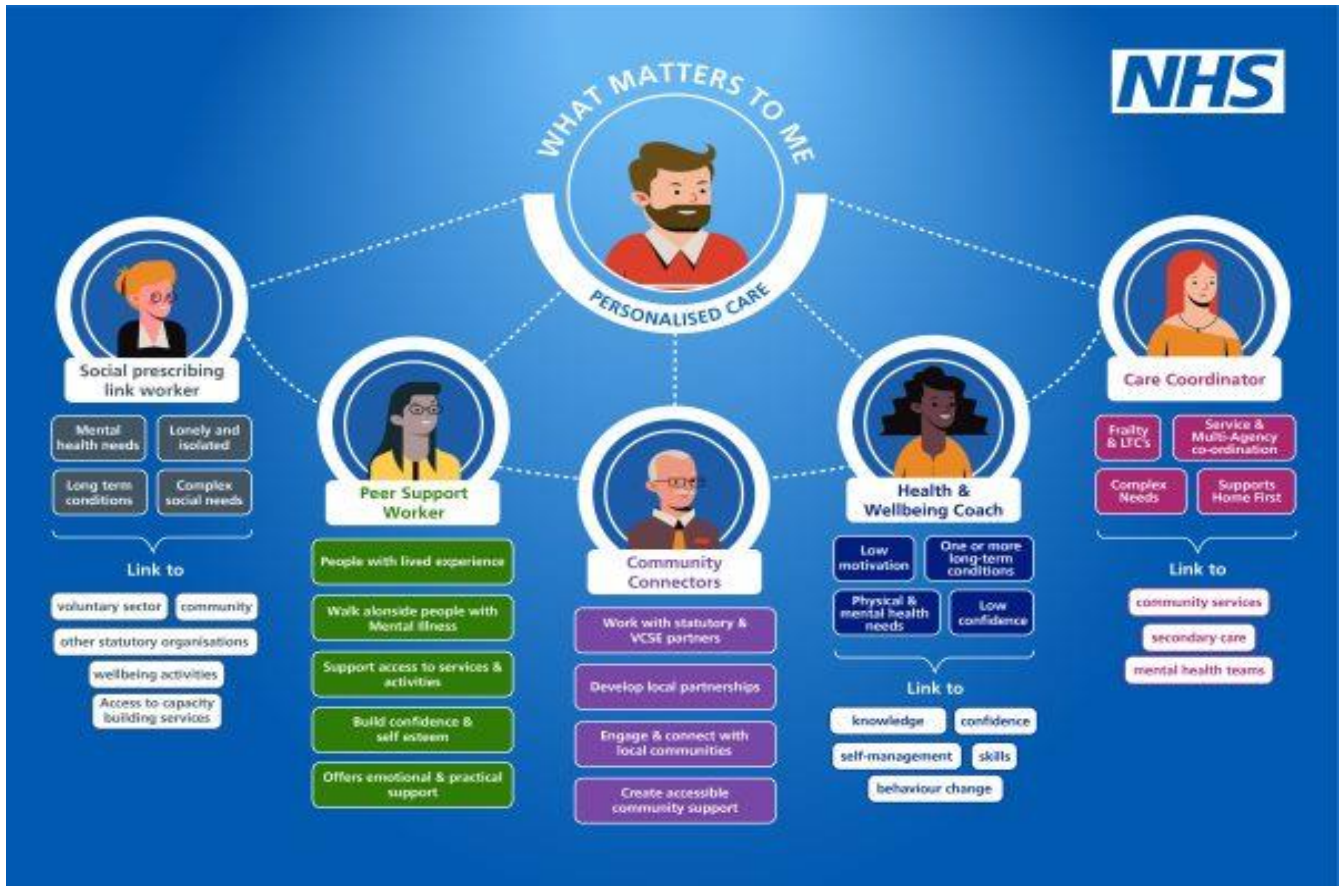 WHAT MATTERS TO ME
NHS
PERSONALISED CARE
Social prescribing
link worker
Mental
health needs
Lonely and
isolated
Long term
conditions
Complex
social needs
Link to
voluntary sector
community
other statutory organisations
wellbeing activities
Access to capacity
building services
Peer Support
Worker
People with lived experience
Walk alonside people with
Mental Illness
Support access to services &
activities
Build confidence &
self esteem
Offers emotional & practical
support
Community
Connectors
Work with statutory &
VCSE partners
Develop local partnerships
Engage & connect with
local communities
Create accessible
community support
Health &
Wellbeing Coach
Low
motivation
One or more
long-term
conditions
Physical &
mental health
needs
Low
confidence
Link to
knowledge
confidence
self-management
skills
behaviour change
Care Coordinator
Frailty
& LTC's
Service &
Multi-Agency
co-ordination
Complex
Needs
Supports
Home First
Link to
community services
secondary care
mental health teams